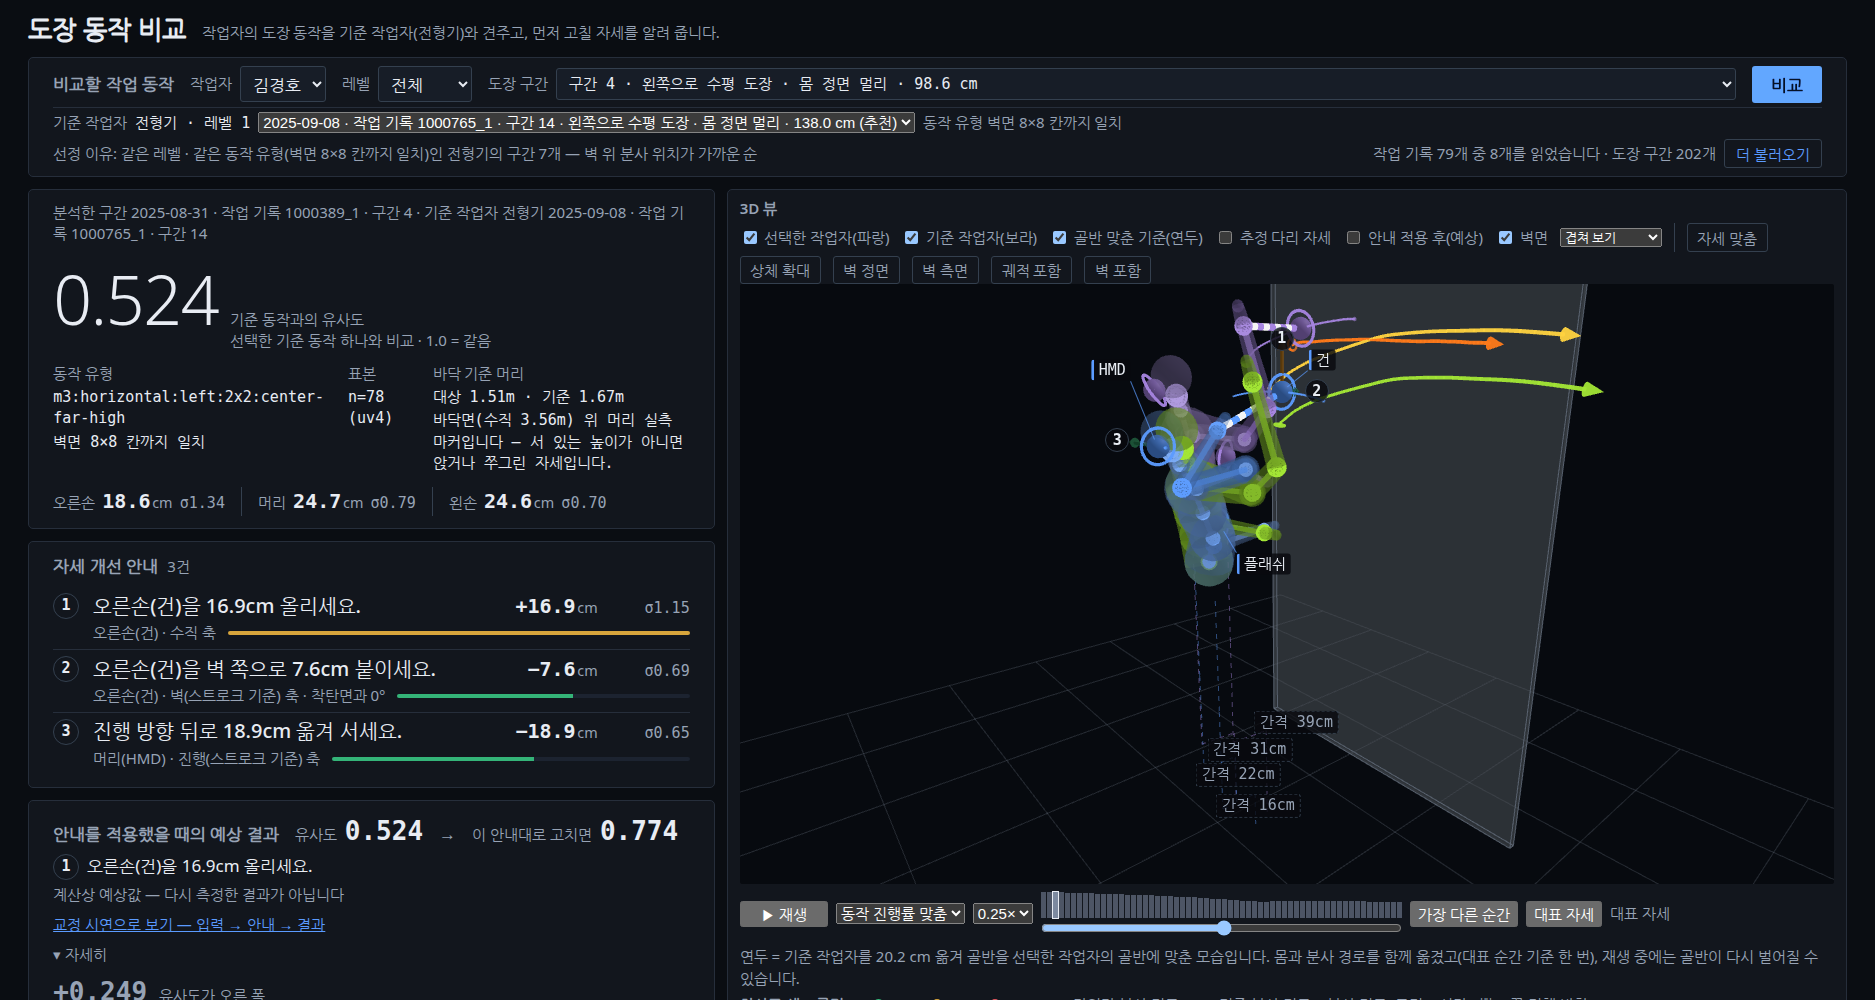 도장 동작 비교 작업자의 도장 동작을 기준 작업자(전형기)와 견주고, 먼저 고칠 자세를 알려 줍니다.
비교할 작업 동작 작업자 김경호 레벨 전체 도장 구간 구간 4 · 왼쪽으로 수평 도장 · 몸 정면 멀리 · 98.6 cm 비교
기준 작업자 전형기 · 레벨 1 2025-09-08 · 작업 기록 1000765_1 · 구간 14 · 왼쪽으로 수평 도장 · 몸 정면 멀리 · 138.0 cm (추천) 동작 유형 벽면 8×8 칸까지 일치
선정 이유: 같은 레벨 · 같은 동작 유형(벽면 8×8 칸까지 일치)인 전형기의 구간 7개 — 벽 위 분사 위치가 가까운 순 작업 기록 79개 중 8개를 읽었습니다 · 도장 구간 202개 더 불러오기
분석한 구간 2025-08-31 · 작업 기록 1000389_1 · 구간 4 · 기준 작업자 전형기 2025-09-08 · 작업 기
록 1000765_1 · 구간 14
0.524 기준 동작과의 유사도
선택한 기준 동작 하나와 비교 · 1.0 = 같음
동작 유형
m3:horizontal:left:2x2:center-
far-high
벽면 8×8 칸까지 일치
표본
n=78
(uv4)
바닥 기준 머리
대상 1.51m · 기준 1.67m
바닥면(수직 3.56m) 위 머리 실측
마커입니다 — 서 있는 높이가 아니면
앉거나 쭈그린 자세입니다.
오른손 18.6cm σ1.34 머리 24.7cm σ0.79 왼손 24.6cm σ0.70
자세 개선 안내 3건
1 오른손(건)을 16.9cm 올리세요. +16.9cm σ1.15
오른손(건) · 수직 축
2 오른손(건)을 벽 쪽으로 7.6cm 붙이세요. −7.6cm σ0.69
오른손(건) · 벽(스트로크 기준) 축 · 착탄면과 0°
3 진행 방향 뒤로 18.9cm 옮겨 서세요. −18.9cm σ0.65
머리(HMD) · 진행(스트로크 기준) 축
안내를 적용했을 때의 예상 결과 유사도 0.524 → 이 안내대로 고치면 0.774
1 오른손(건)을 16.9cm 올리세요.
계산상 예상값 — 다시 측정한 결과가 아닙니다
교정 시연으로 보기 — 입력 → 안내 → 결과
▾ 자세히
+0.249 유사도가 오른 폭
3D 뷰
선택한 작업자(파랑) 기준 작업자(보라) 골반 맞춘 기준(연두) 추정 다리 자세 안내 적용 후(예상) 벽면 겹쳐 보기 자세 맞춤
상체 확대 벽 정면 벽 측면 궤적 포함 벽 포함
1
건
HMD
2
3
플래쉬
간격 39cm
간격 31cm
간격 22cm
간격 16cm
▶ 재생 동작 진행률 맞춤 0.25× 가장 다른 순간 대표 자세 대표 자세
연두 = 기준 작업자를 20.2 cm 옮겨 골반을 선택한 작업자의 골반에 맞춘 모습입니다. 몸과 분사 경로를 함께 옮겼고(대표 순간 기준 한 번), 재생 중에는 골반이 다시 벌어질 수
있습니다.